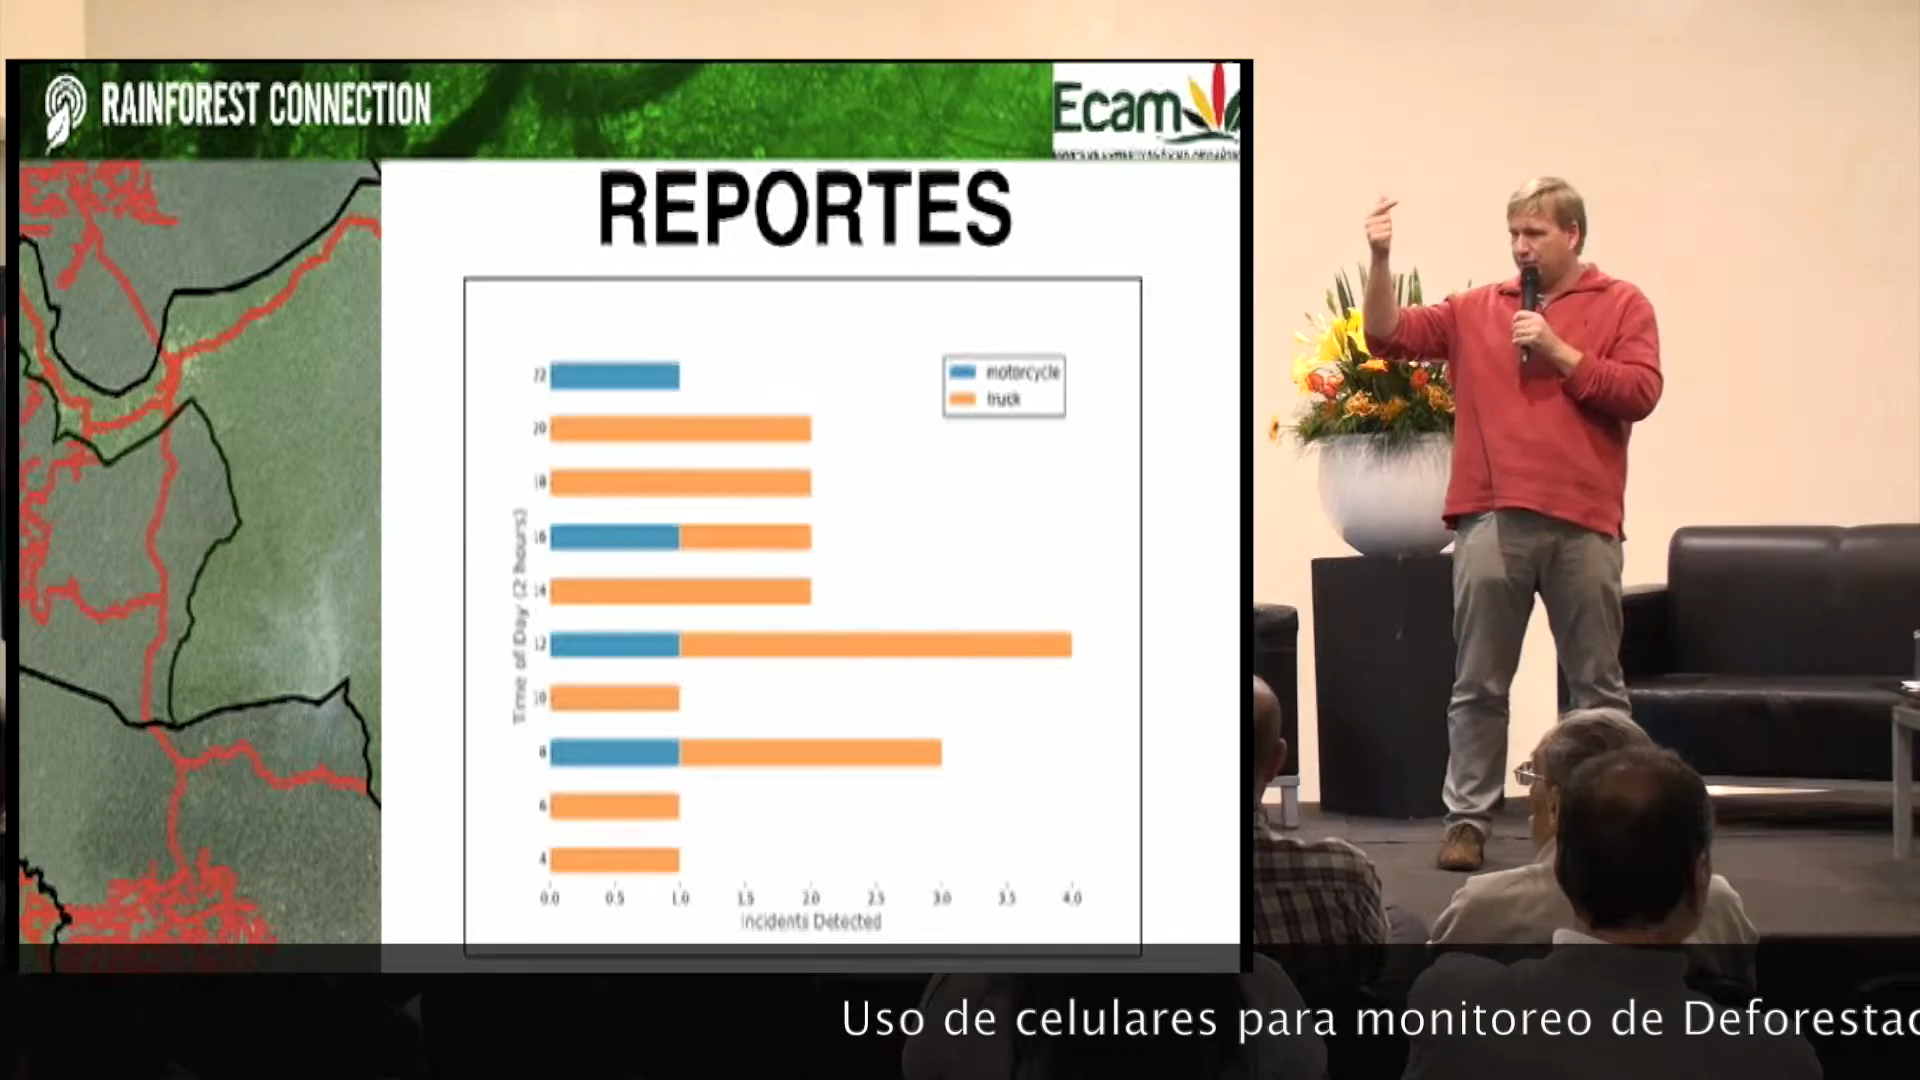 RAINFOREST CONNECTION
Ecam
REPORTES
motorcycle
truck
22
20
18
16
14
12
10
8
6
4
Time of Day (2 hours)
0.0 0.5 1.0 1.5 2.0 2.5 3.0 3.5 4.0
Incidents Detected
Uso de celulares para monitoreo de Deforestac